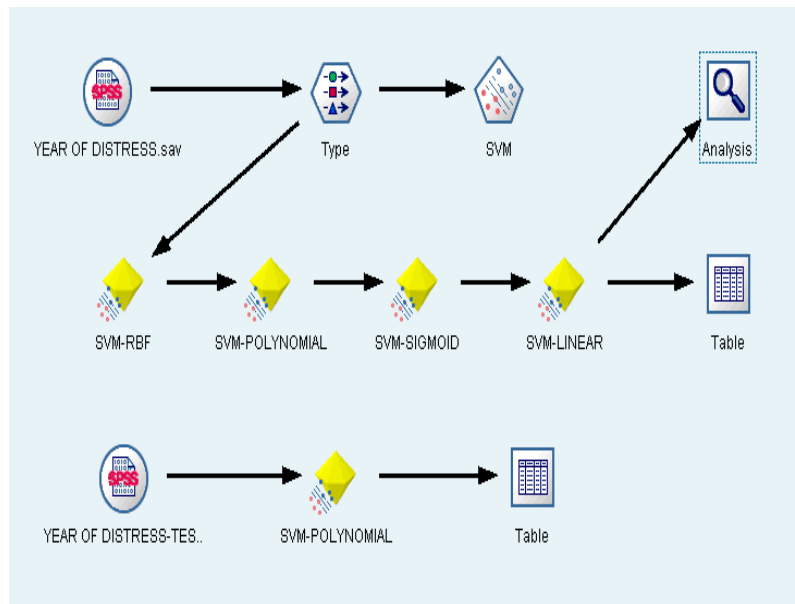 SPSS
YEAR OF DISTRESS.sav
Type
SVM
Analysis
SVM-RBF
SVM-POLYNOMIAL
SVM-SIGMOID
SVM-LINEAR
Table
SPSS
YEAR OF DISTRESS-TES..
SVM-POLYNOMIAL
Table